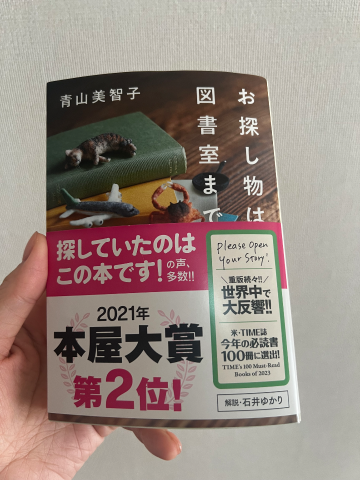 青山美智子
お探し物は
図書室まで
探していたのは
この本です!の声、
多数!!
2021年
本屋大賞
第2位!
Please Open
Your Story!
重版続々!!
世界中で
大反響!!
米・TIME誌
今年の必読書
100冊に選出!
TIME's 100 Must-Read
Books of 2023
解説・石井ゆかり